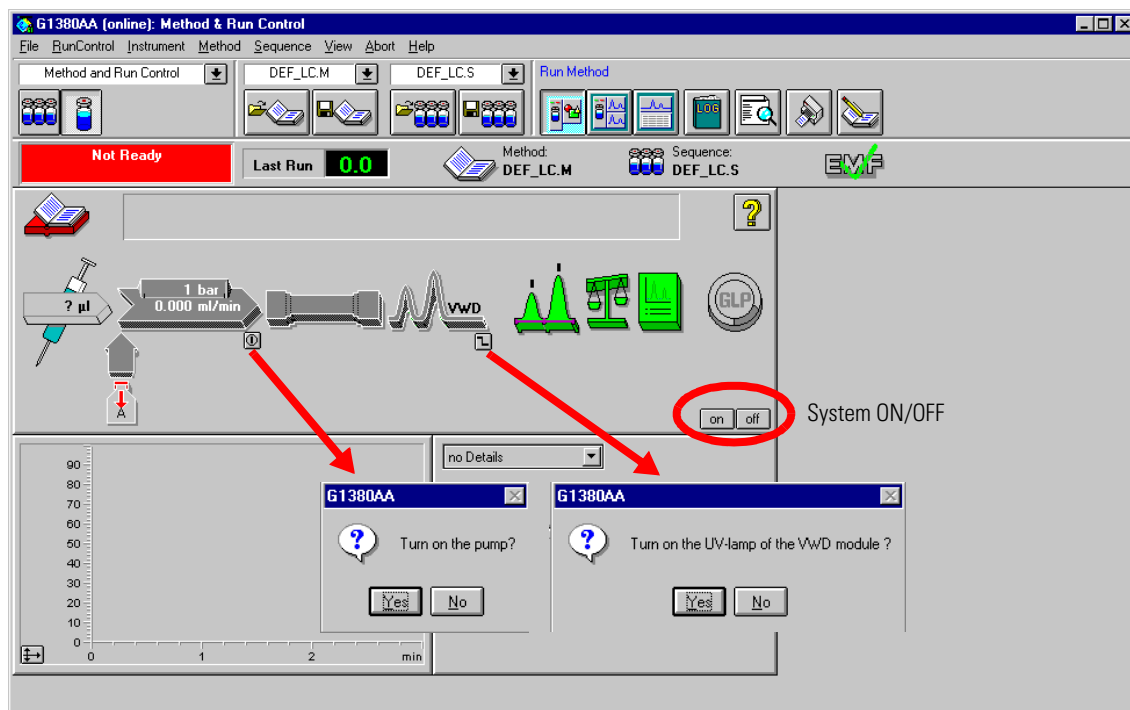 G1380AA (online): Method & Run Control
File RunControl Instrument Method Sequence View Abort Help
Method and Run Control DEF_LC.M DEF_LC.S Run Method
LOG
Not Ready Last Run 0.0 Method: DEF_LC.M Sequence: DEF_LC.S EMF
?
? µl
1 bar
0.000 ml/min
VWD
GLP
A
on off System ON/OFF
no Details
90
80
70
60
50
40
30
20
10
0
0 1 2 min
G1380AA
Turn on the pump?
Yes No
G1380AA
Turn on the UV-lamp of the VWD module ?
Yes No